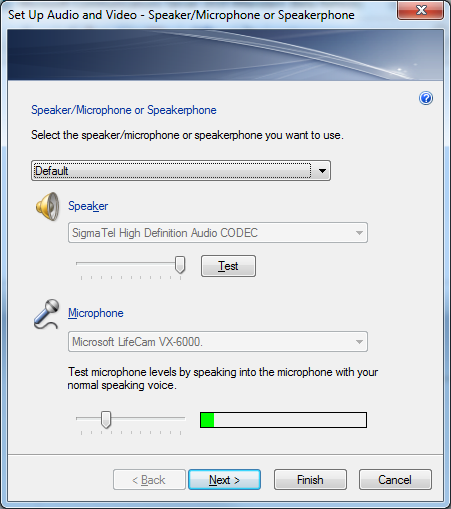 Set Up Audio and Video - Speaker/Microphone or Speakerphone
Speaker/Microphone or Speakerphone
Select the speaker/microphone or speakerphone you want to use.
Default
Speaker
SigmaTel High Definition Audio CODEC
Test
Microphone
Microsoft LifeCam VX-6000.
Test microphone levels by speaking into the microphone with your
normal speaking voice.
< Back
Next >
Finish
Cancel